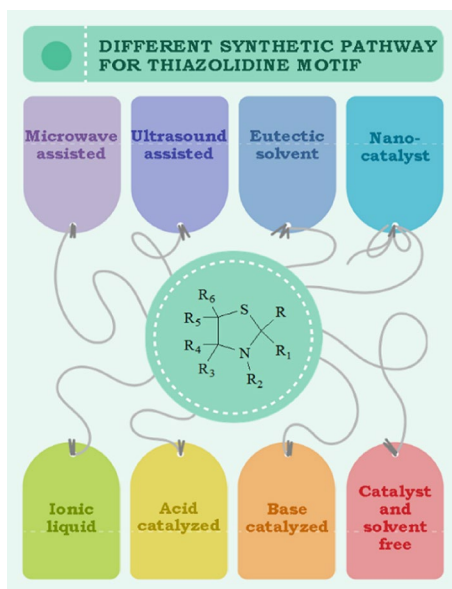 DIFFERENT SYNTHETIC PATHWAY
FOR THIAZOLIDINE MOTIF
Microwave
assisted
Ultrasound
assisted
Eutectic
solvent
Nano-
catalyst
R6
S
R
R5
R4
N
R1
R3
R2
Ionic
liquid
Acid
catalyzed
Base
catalyzed
Catalyst
and
solvent
free